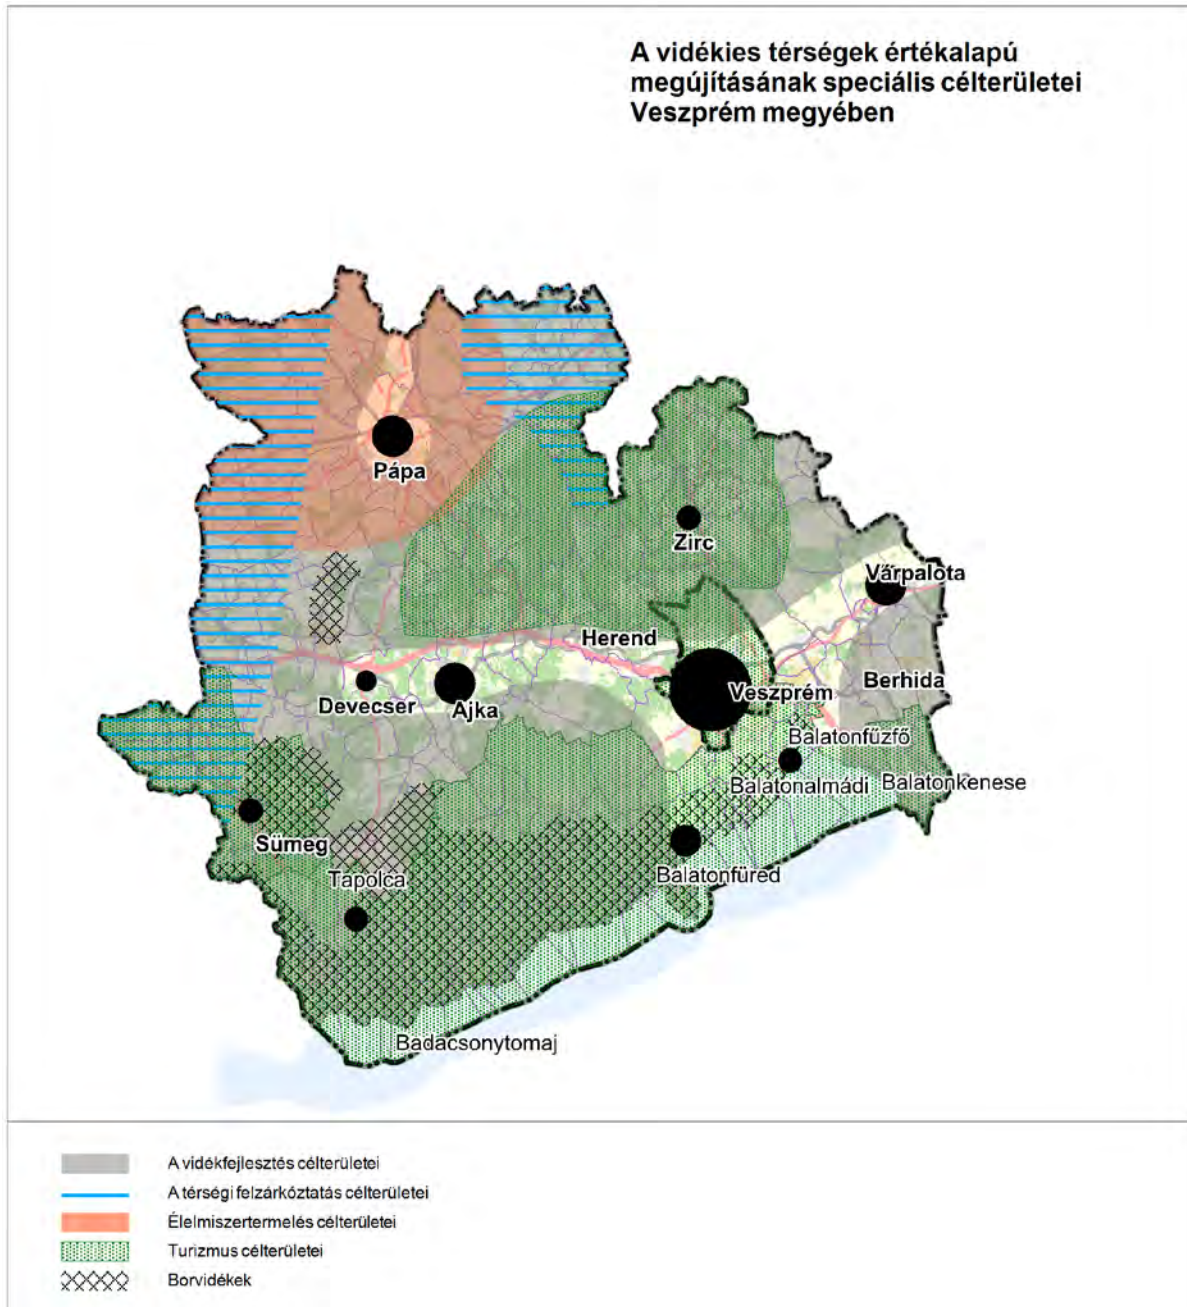 A vidékies térségek értékalapú
megújításának speciális célterületei
Veszprém megyében
Pápa
Zirc
Várpalota
Herend
Berhida
Veszprém
Devecser
Ajka
Balatonfűzfő
Balatonalmádi
Balatonkenese
Sümeg
Tapolca
Balatonfüred
Badacsonytomaj
A vidékfejlesztés célterületei
A térségi felzárkóztatás célterületei
Élelmiszertermelés célterületei
Turizmus célterületei
Borvidékek